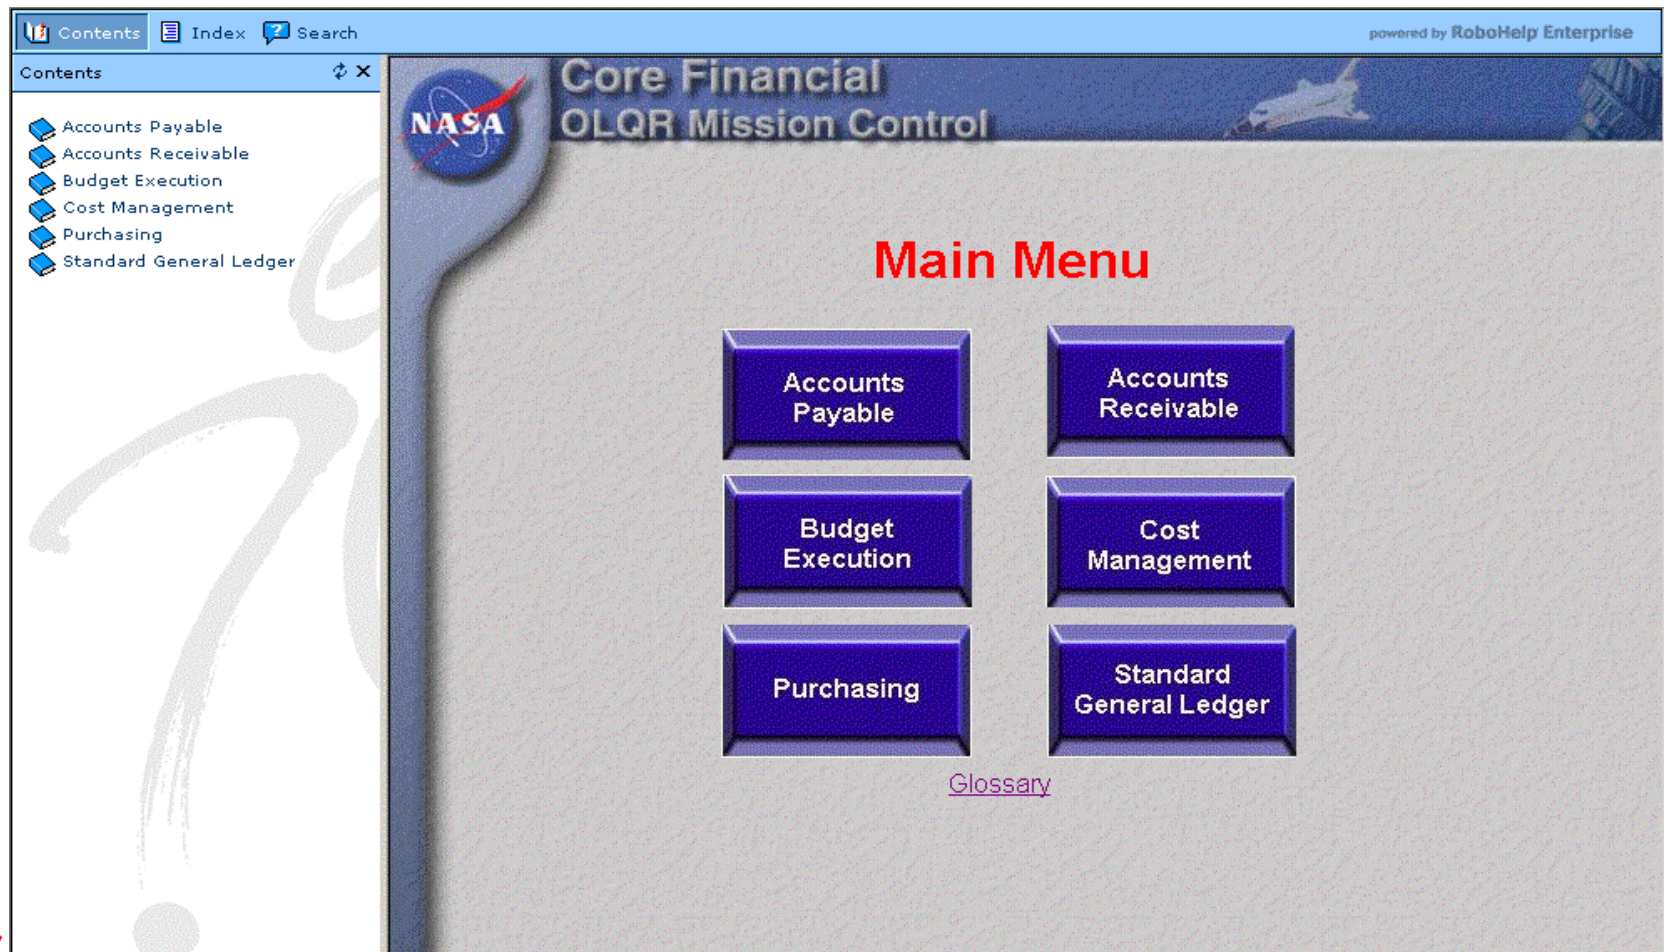 Contents Index Search powered by RoboHelp Enterprise
Contents
Accounts Payable
Accounts Receivable
Budget Execution
Cost Management
Purchasing
Standard General Ledger
NASA
Core Financial
OLQR Mission Control
Main Menu
Accounts
Payable
Accounts
Receivable
Budget
Execution
Cost
Management
Purchasing
Standard
General Ledger
Glossary